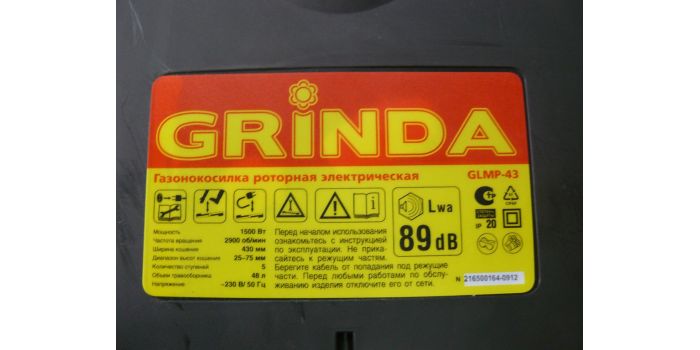 GRINDA
Газонокосилка роторная электрическая GLMP-43
Lwa
89dB
IP 20
Мощность 1500 Вт
Частота вращения 2900 об/мин
Ширина кошения 430 мм
Диапазон высот кошения 25–75 мм
Количество ступеней 5
Объем травосборника 48 л
Напряжение ~230 В/ 50 Гц
Перед началом использования
ознакомьтесь с инструкцией
по эксплуатации. Не прика-
сайтесь к режущим частям.
Берегите кабель от попадания под режущие
части. Перед любыми работами по обслу-
живанию изделия отключите его от сети.
N 216500164-0912